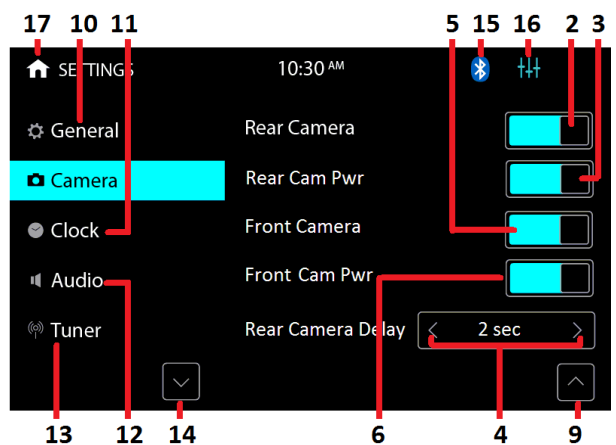 17 10 11 5 15 16 2 3
SETTINGS 10:30 AM
General Rear Camera
Camera Rear Cam Pwr
Clock Front Camera
Audio Front Cam Pwr
Tuner Rear Camera Delay < 2 sec >
13 12 14 6 4 9